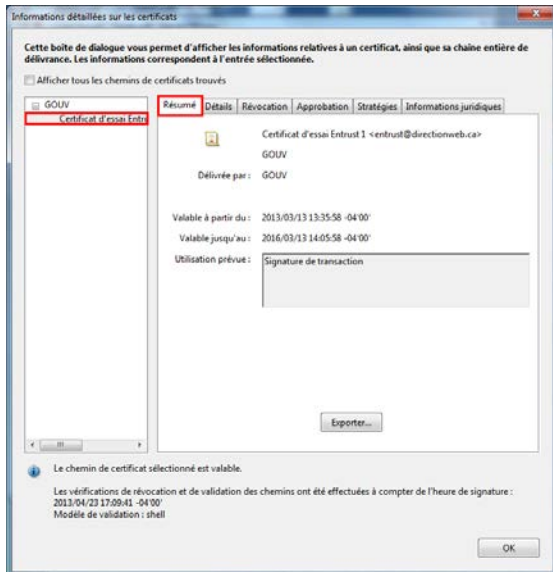 Informations détaillées sur les certificats
Cette boîte de dialogue vous permet d'afficher les informations relatives à un certificat, ainsi que sa chaîne entière de
délivrance. Les informations correspondent à l'entrée sélectionnée.
Afficher tous les chemins de certificats trouvés
GOUV
Certificat d'essai Entru
Résumé Détails Révocation Approbation Stratégies Informations juridiques
Certificat d'essai Entrust 1 <entrust@directionweb.ca>
GOUV
Délivrée par : GOUV
Valable à partir du : 2013/03/13 13:35:58 -04'00'
Valable jusqu'au : 2016/03/13 14:05:58 -04'00'
Utilisation prévue : Signature de transaction
Exporter...
Le chemin de certificat sélectionné est valable.
Les vérifications de révocation et de validation des chemins ont été effectuées à compter de l'heure de signature :
2013/04/23 17:09:41 -04'00'
Modèle de validation : shell
OK